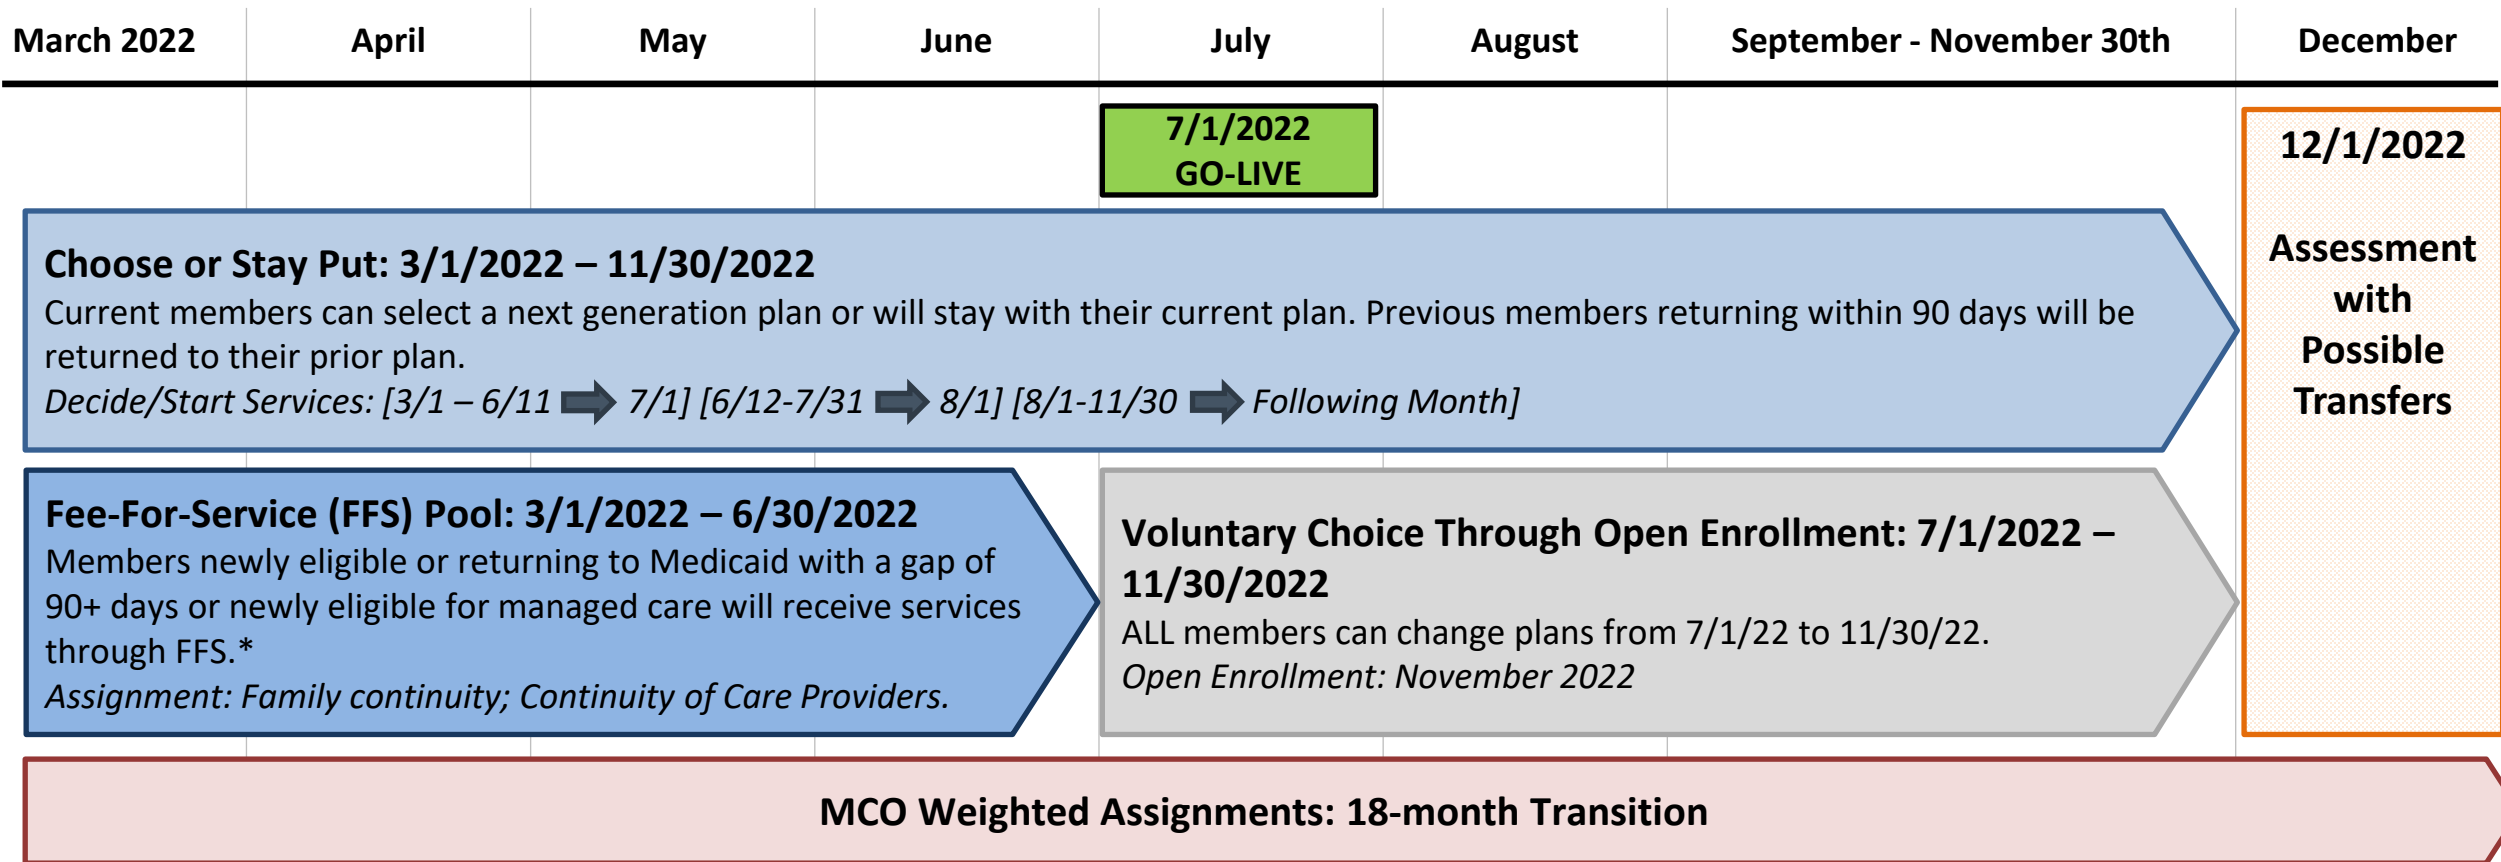 March 2022 April May June July August September - November 30th December
7/1/2022
GO-LIVE
12/1/2022
Assessment
with
Possible
Transfers
Choose or Stay Put: 3/1/2022 – 11/30/2022
Current members can select a next generation plan or will stay with their current plan. Previous members returning within 90 days will be
returned to their prior plan.
Decide/Start Services: [3/1 – 6/11 ➡ 7/1] [6/12-7/31 ➡ 8/1] [8/1-11/30 ➡ Following Month]
Fee-For-Service (FFS) Pool: 3/1/2022 – 6/30/2022
Members newly eligible or returning to Medicaid with a gap of
90+ days or newly eligible for managed care will receive services
through FFS.*
Assignment: Family continuity; Continuity of Care Providers.
Voluntary Choice Through Open Enrollment: 7/1/2022 –
11/30/2022
ALL members can change plans from 7/1/22 to 11/30/22.
Open Enrollment: November 2022
MCO Weighted Assignments: 18-month Transition